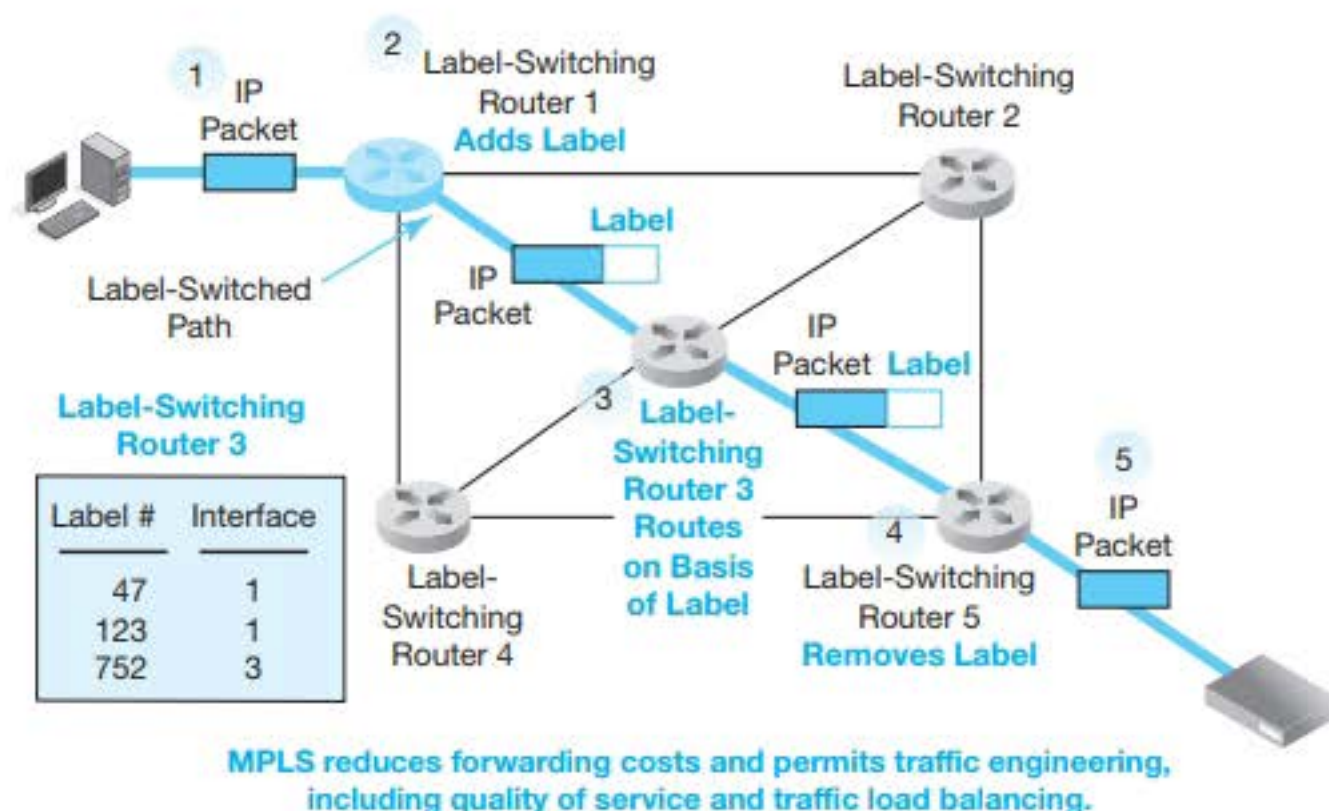 1
IP
Packet
2
Label-Switching
Router 1
Adds Label
Label-Switching
Router 2
Label
IP
Packet
Label-Switched
Path
IP
Packet Label
3
Label-
Switching
Router 3
Routes
on Basis
of Label
Label-Switching
Router 3
Label # Interface
47 1
123 1
752 3
Label-
Switching
Router 4
4
Label-Switching
Router 5
Removes Label
5
IP
Packet
MPLS reduces forwarding costs and permits traffic engineering,
including quality of service and traffic load balancing.